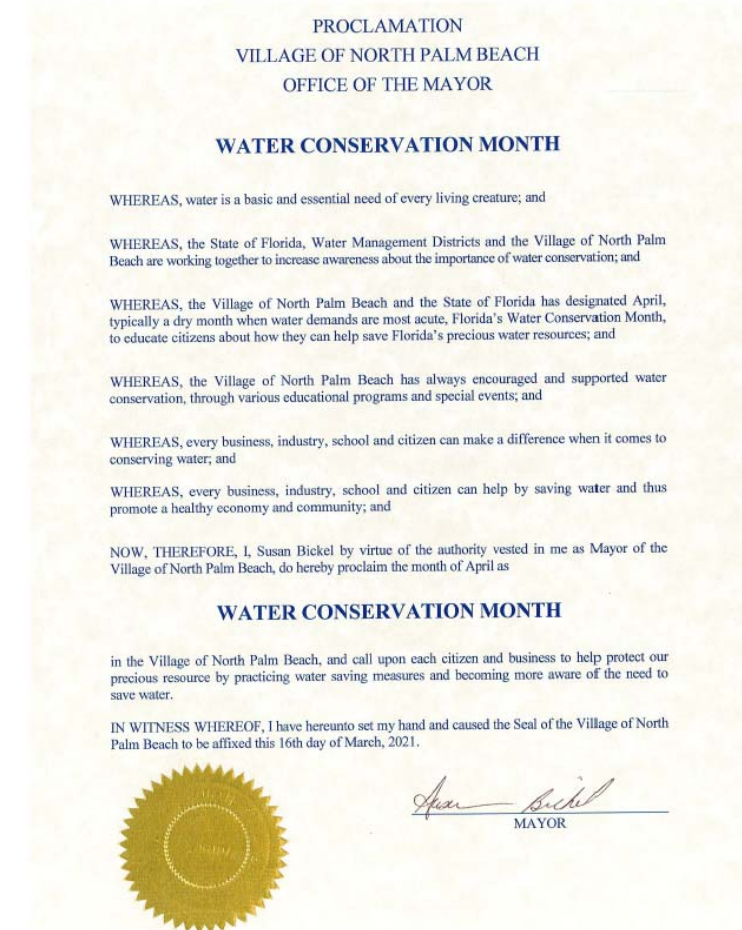 PROCLAMATION
VILLAGE OF NORTH PALM BEACH
OFFICE OF THE MAYOR
WATER CONSERVATION MONTH
WHEREAS, water is a basic and essential need of every living creature; and
WHEREAS, the State of Florida, Water Management Districts and the Village of North Palm
Beach are working together to increase awareness about the importance of water conservation; and
WHEREAS, the Village of North Palm Beach and the State of Florida has designated April,
typically a dry month when water demands are most acute, Florida's Water Conservation Month,
to educate citizens about how they can help save Florida's precious water resources; and
WHEREAS, the Village of North Palm Beach has always encouraged and supported water
conservation, through various educational programs and special events; and
WHEREAS, every business, industry, school and citizen can make a difference when it comes to
conserving water; and
WHEREAS, every business, industry, school and citizen can help by saving water and thus
promote a healthy economy and community; and
NOW, THEREFORE, I, Susan Bickel by virtue of the authority vested in me as Mayor of the
Village of North Palm Beach, do hereby proclaim the month of April as
WATER CONSERVATION MONTH
in the Village of North Palm Beach, and call upon each citizen and business to help protect our
precious resource by practicing water saving measures and becoming more aware of the need to
save water.
IN WITNESS WHEREOF, I have hereunto set my hand and caused the Seal of the Village of North
Palm Beach to be affixed this 16th day of March, 2021.
Susan Bickel
MAYOR